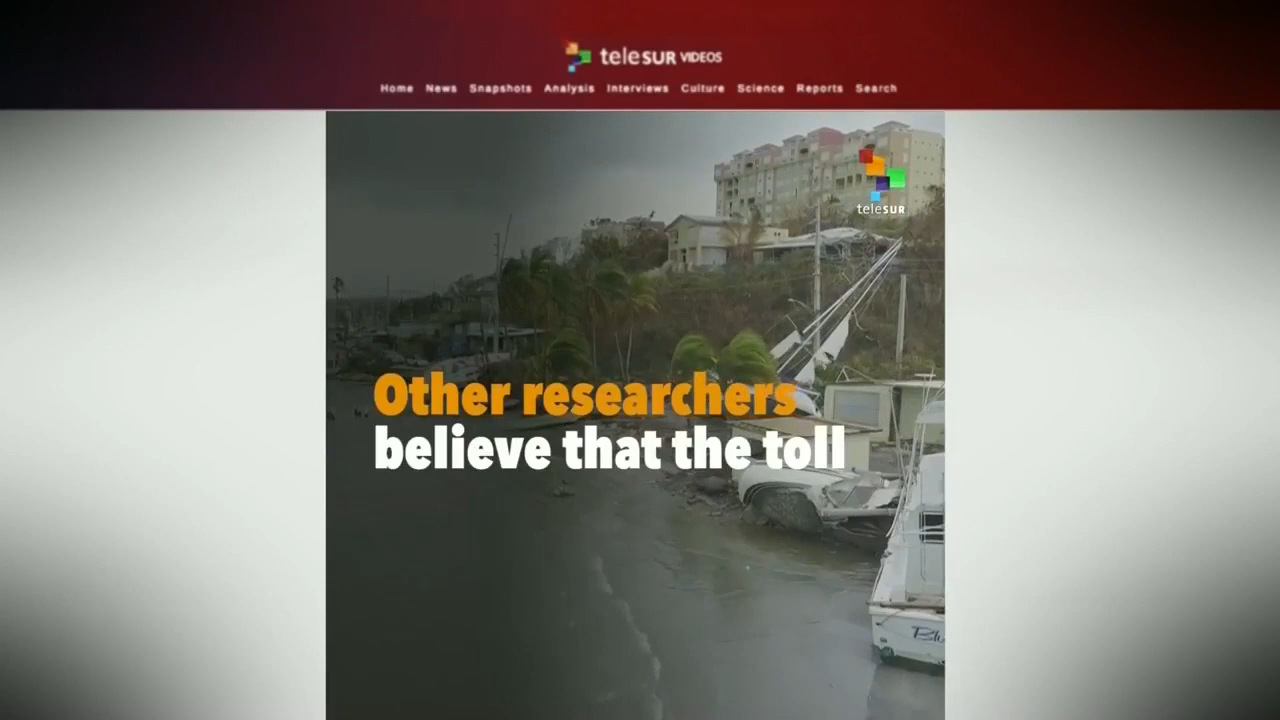 teleSUR VIDEOS
Home News Snapshots Analysis Interviews Culture Science Reports Search
teleSUR
Other researchers
believe that the toll